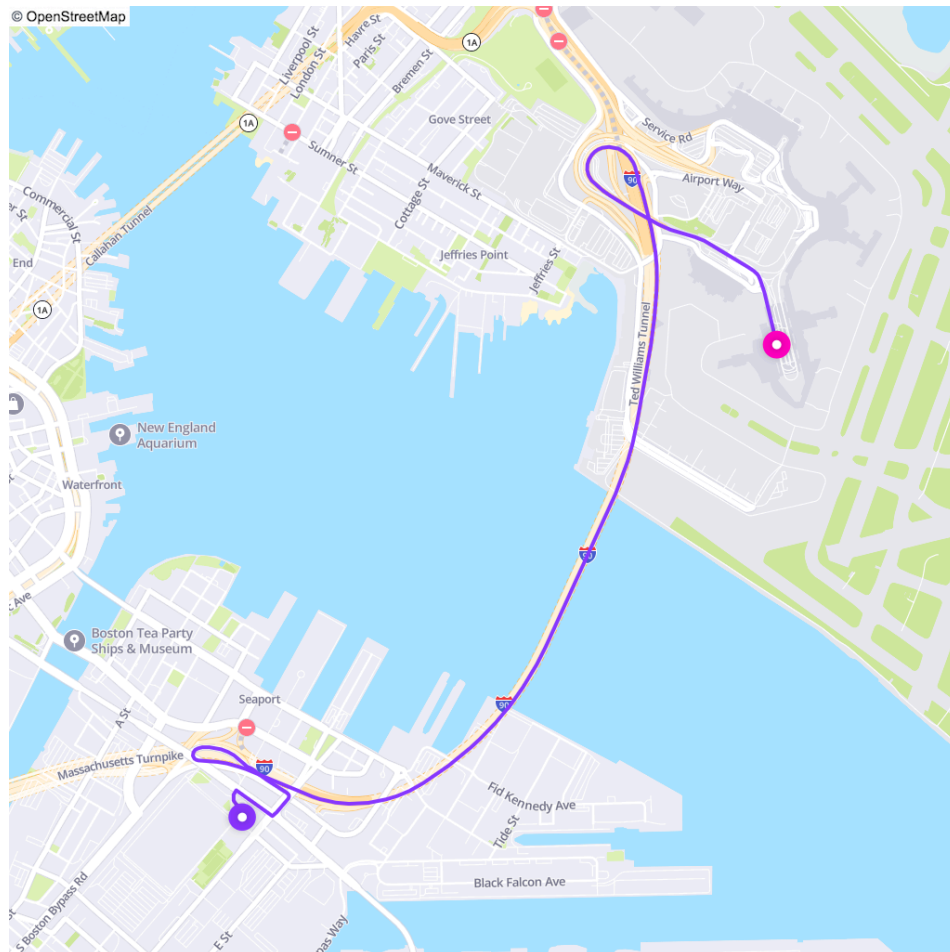 © OpenStreetMap
1A
Liverpool St
London St
Havre St
Paris St
Bremen St
Gove Street
1A
Service Rd
Sumner St
Maverick St
Cottage St
90
Airport Way
Commercial St
Callahan Tunnel
End
Jeffries Point
Jeffries St
1A
Ted Williams Tunnel
New England
Aquarium
Waterfront
90
Ave
Boston Tea Party
Ships & Museum
Seaport
A St
90
Massachusetts Turnpike
90
Fid Kennedy Ave
Tide St
Black Falcon Ave
S Boston Bypass Rd
E St
Way